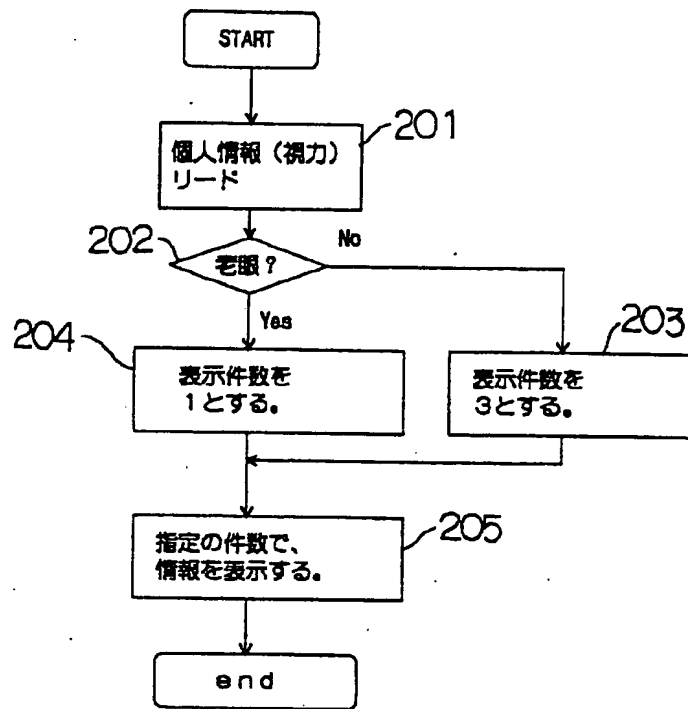 START
201
個人情報（視力）
リード
202
No
老眼？
Yes
204
203
表示件数を
1とする。
表示件数を
3とする。
205
指定の件数で、
情報を表示する。
end